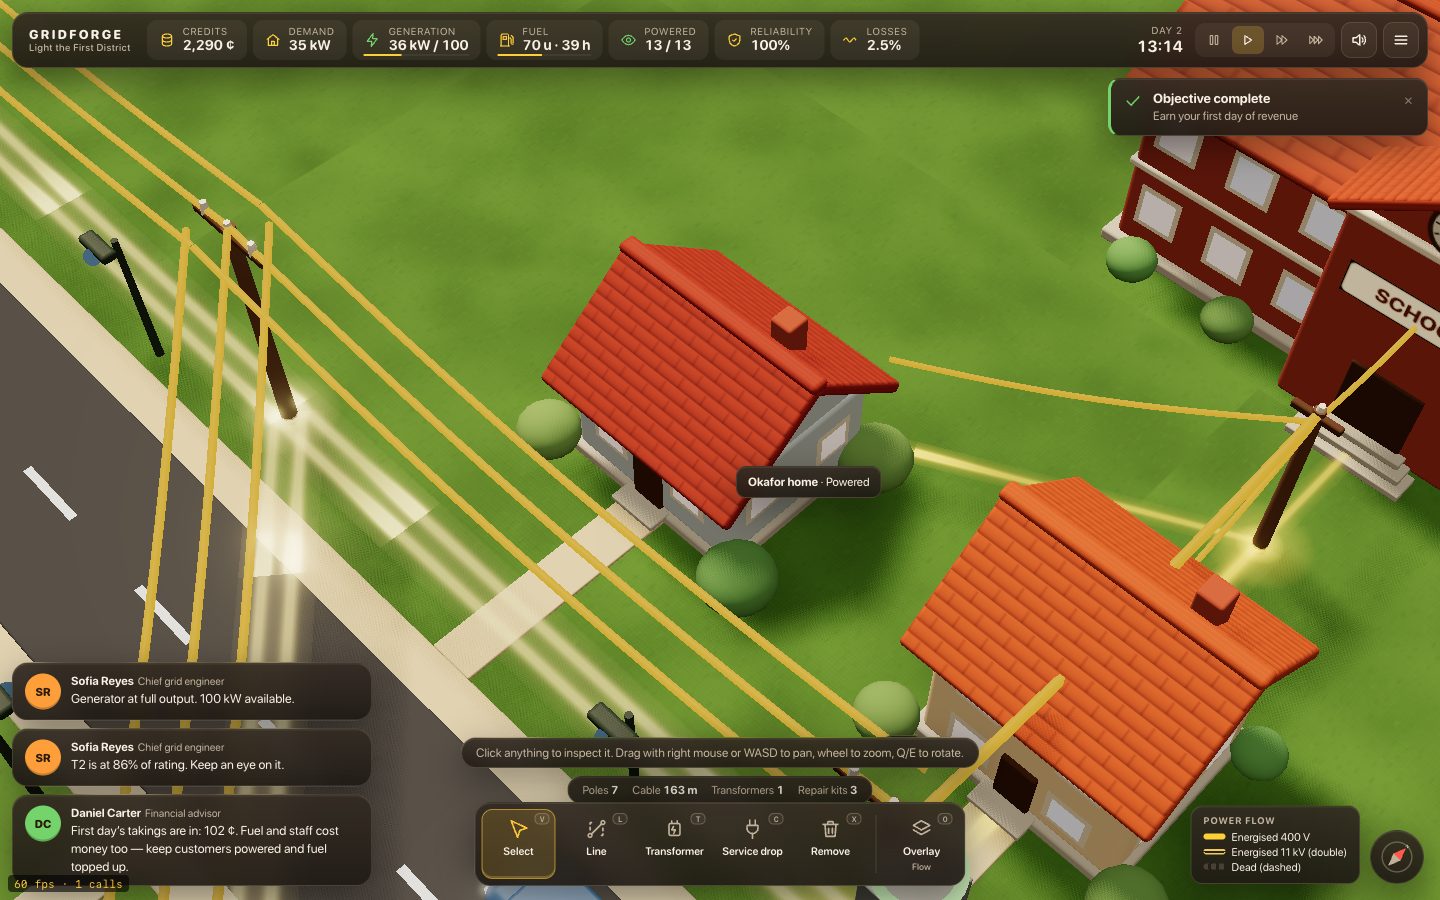 GRIDFORGE
Light the First District
CREDITS
2,290 ¢
DEMAND
35 kW
GENERATION
36 kW / 100
FUEL
70 u · 39 h
POWERED
13 / 13
RELIABILITY
100%
LOSSES
2.5%
DAY 2
13:14
Objective complete
Earn your first day of revenue
×
SCHO
Okafor home · Powered
SR
Sofia Reyes Chief grid engineer
Generator at full output. 100 kW available.
SR
Sofia Reyes Chief grid engineer
T2 is at 86% of rating. Keep an eye on it.
DC
Daniel Carter Financial advisor
First day's takings are in: 102 ¢. Fuel and staff cost
money too — keep customers powered and fuel
topped up.
60 fps · 1 calls
Click anything to inspect it. Drag with right mouse or WASD to pan, wheel to zoom, Q/E to rotate.
Poles 7 Cable 163 m Transformers 1 Repair kits 3
V
Select
L
Line
T
Transformer
C
Service drop
X
Remove
O
Overlay
Flow
POWER FLOW
Energised 400 V
Energised 11 kV (double)
Dead (dashed)